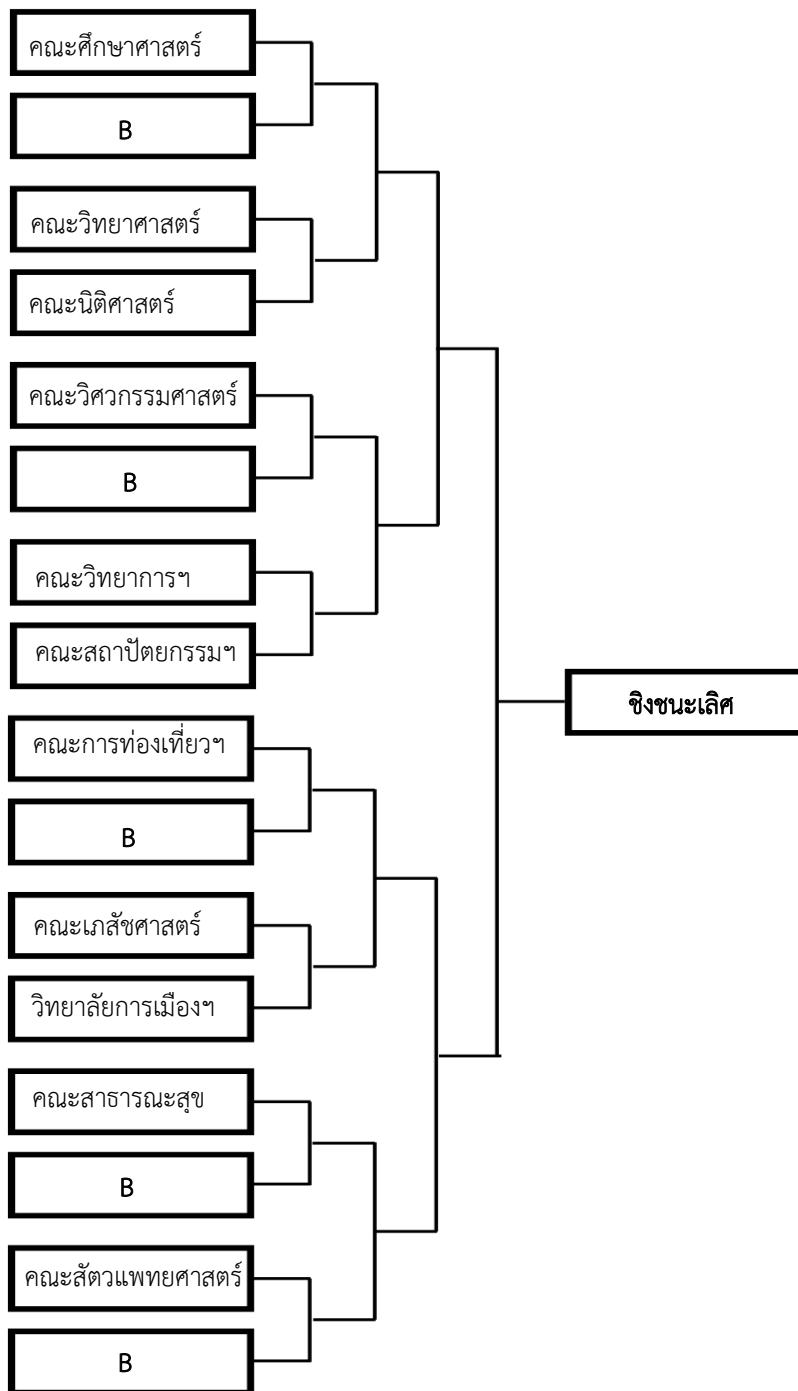 คณะศึกษาศาสตร์
B
คณะวิทยาศาสตร์
คณะนิติศาสตร์
คณะวิศวกรรมศาสตร์
B
คณะวิทยาการฯ
คณะสถาปัตยกรรมฯ
ชิงชนะเลิศ
คณะการท่องเที่ยวฯ
B
คณะเภสัชศาสตร์
วิทยาลัยการเมืองฯ
คณะสาธารณะสุข
B
คณะสัตวแพทยศาสตร์
B